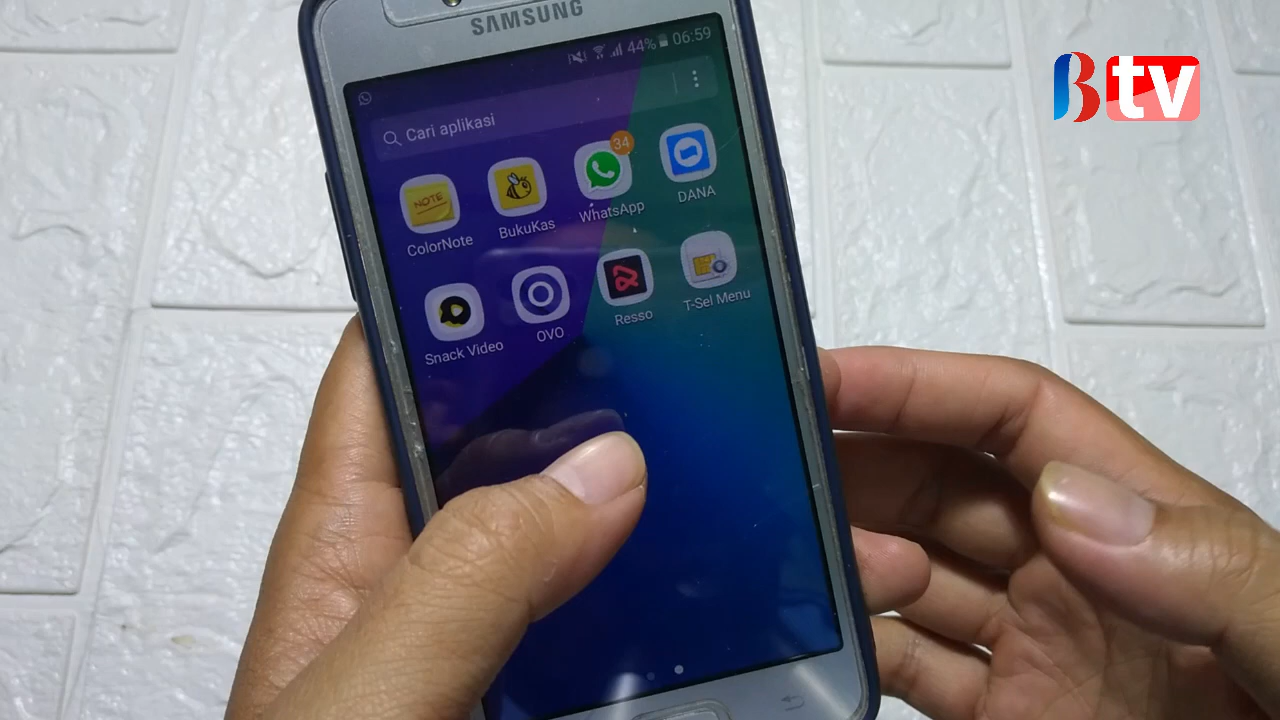 SAMSUNG
44% 06:59
Cari aplikasi
NOTE
34
ColorNote
BukuKas
WhatsApp
DANA
Snack Video
OVO
Resso
T-Sel Menu
Btv